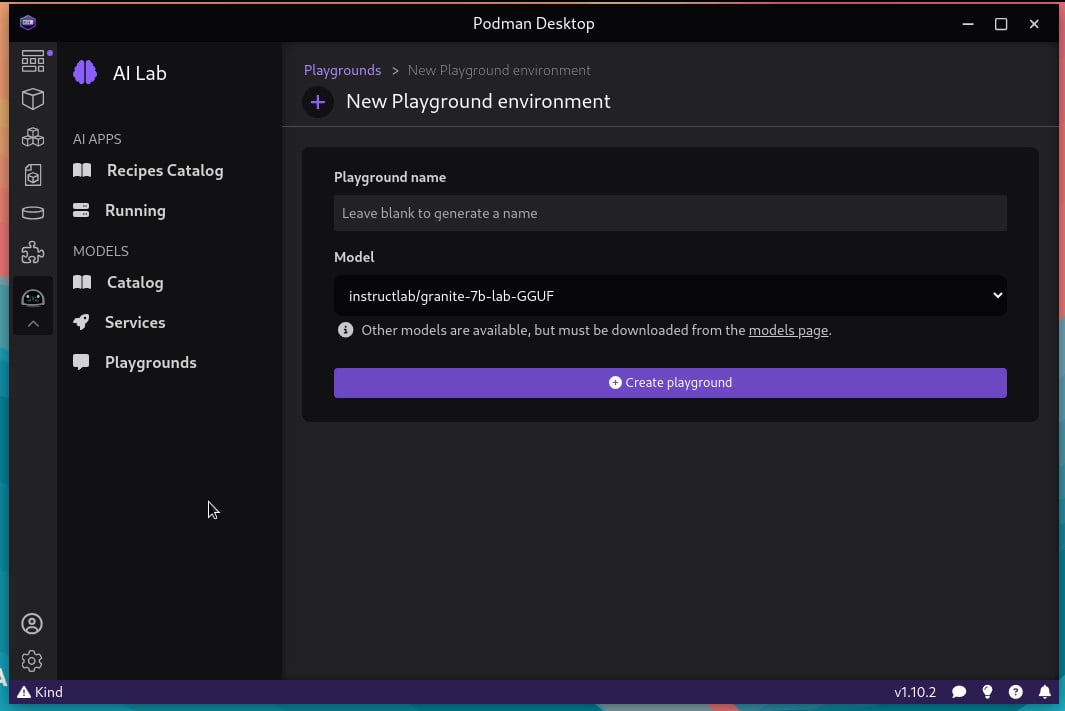 Podman Desktop
AI Lab
AI APPS
Recipes Catalog
Running
MODELS
Catalog
Services
Playgrounds
Playgrounds > New Playground environment
New Playground environment
Playground name
Leave blank to generate a name
Model
instructlab/granite-7b-lab-GGUF
Other models are available, but must be downloaded from the models page.
Create playground
A
Kind
v1.10.2